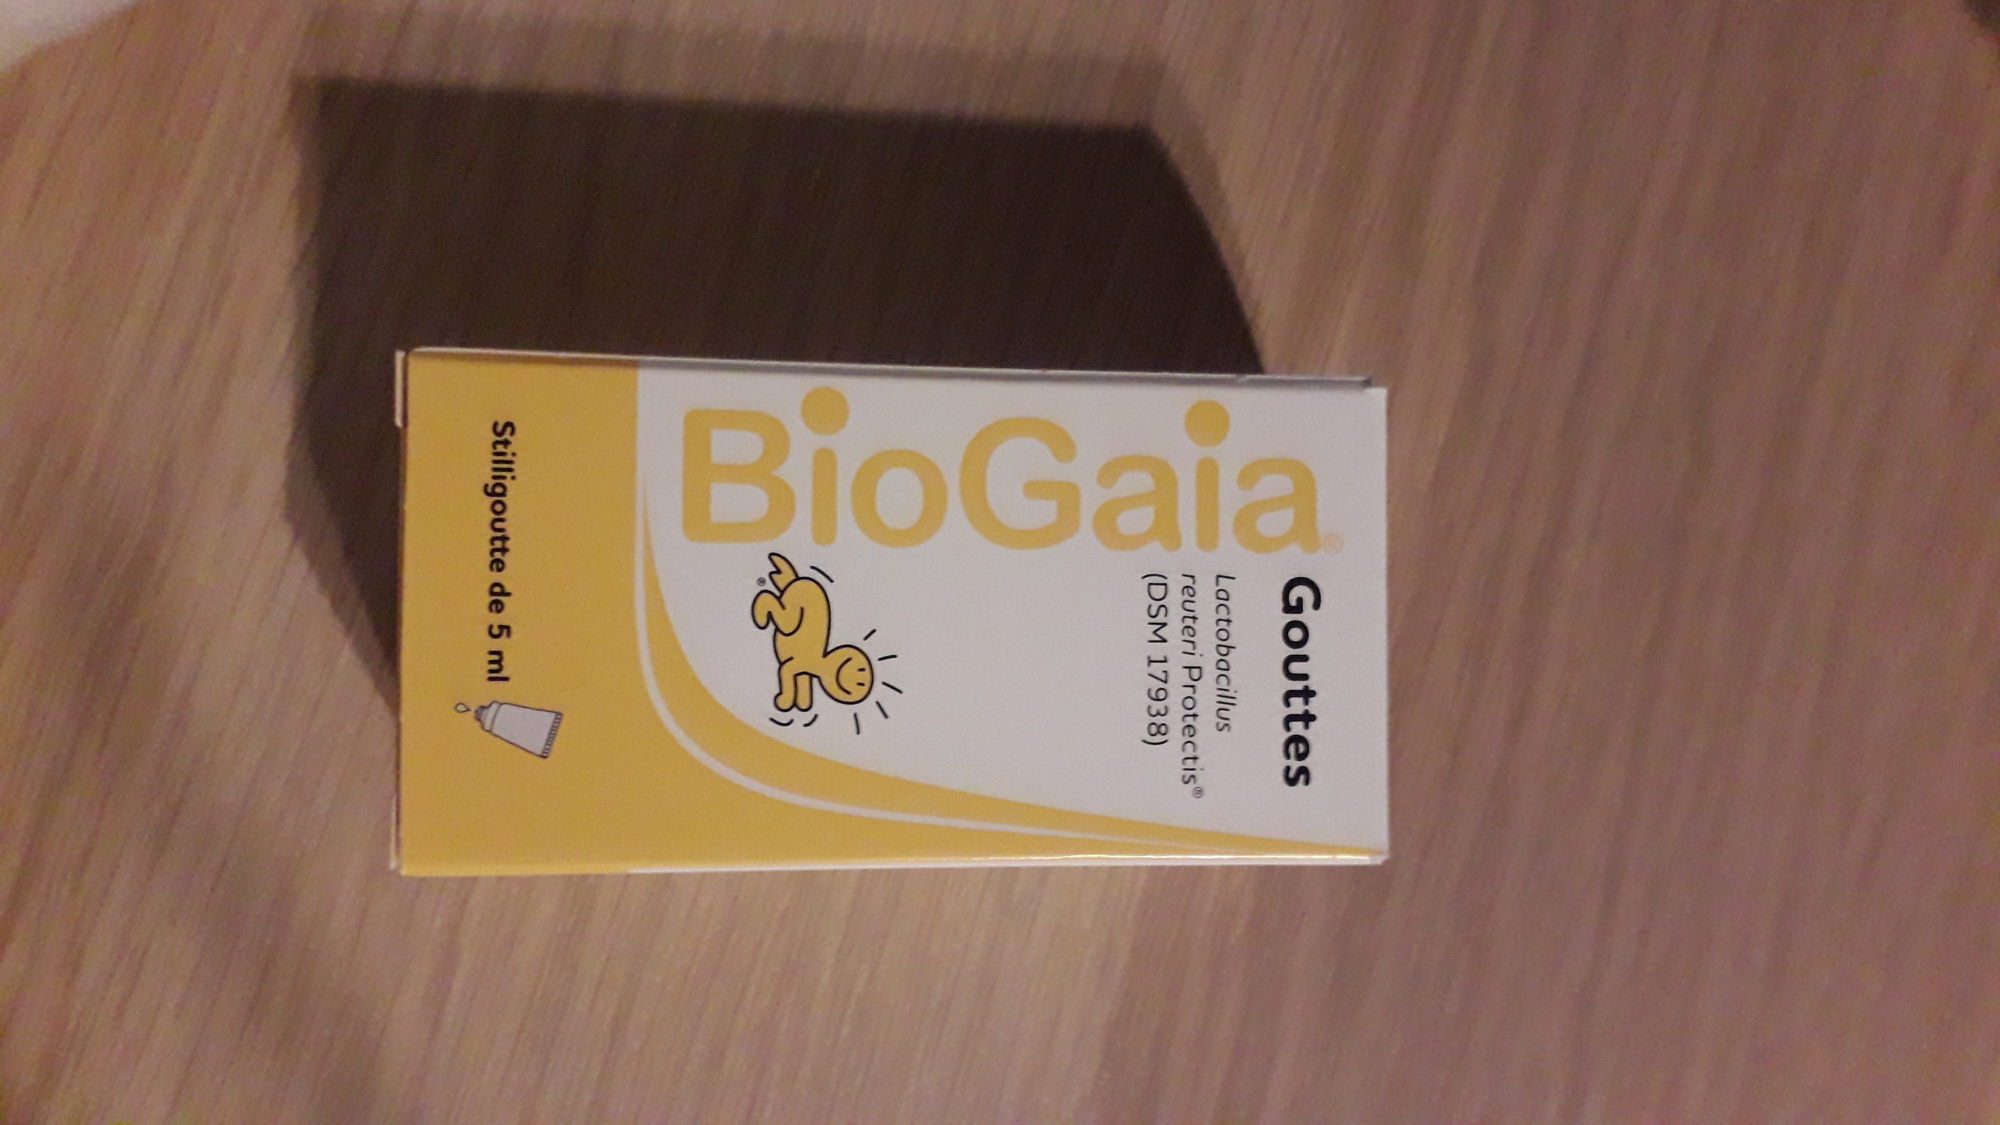 BioGaia®
Gouttes
Lactobacillus
reuteri Protectis®
(DSM 17938)
®
Stilligoutte de 5 ml